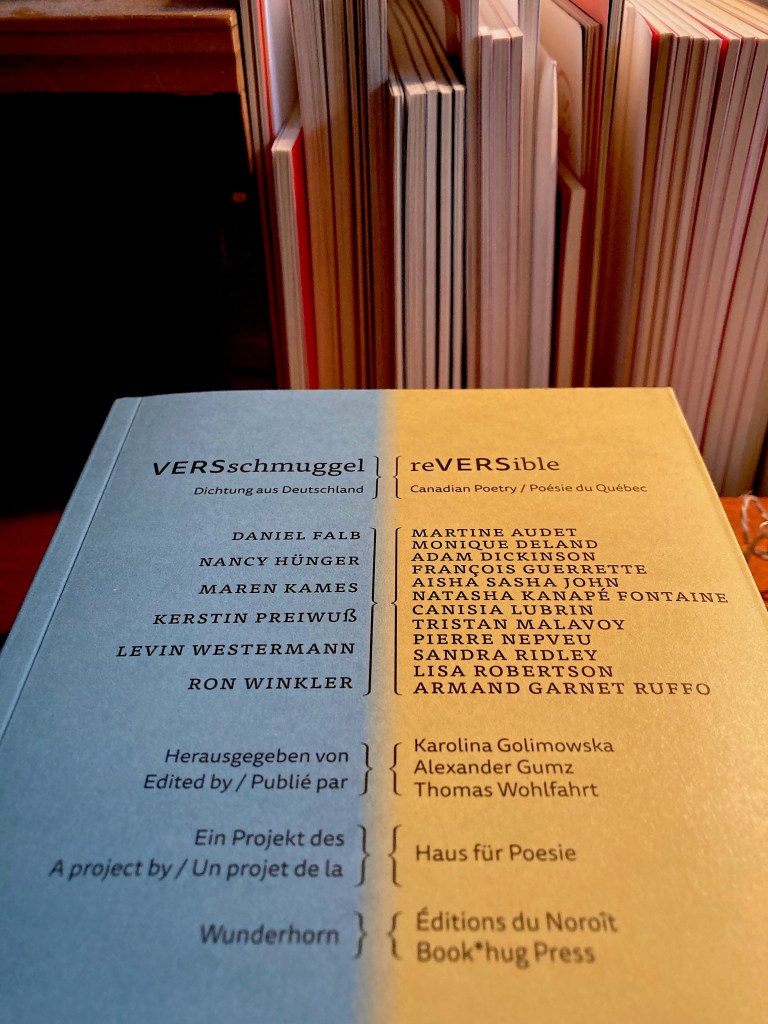 VERSschmuggel
Dichtung aus Deutschland
reVERSible
Canadian Poetry / Poésie du Québec
DANIEL FALB
NANCY HÜNGER
MAREN KAMES
KERSTIN PREIWUß
LEVIN WESTERMANN
RON WINKLER
MARTINE AUDET
MONIQUE DELAND
ADAM DICKINSON
FRANÇOIS GUERRETTE
AISHA SASHA JOHN
NATASHA KANAPÉ FONTAINE
CANISIA LUBRIN
TRISTAN MALAVOY
PIERRE NEPVEU
SANDRA RIDLEY
LISA ROBERTSON
ARMAND GARNET RUFFO
Herausgegeben von
Edited by / Publié par
Karolina Golimowska
Alexander Gumz
Thomas Wohlfahrt
Ein Projekt des
A project by / Un projet de la
Haus für Poesie
Wunderhorn
Éditions du Noroît
Book*hug Press